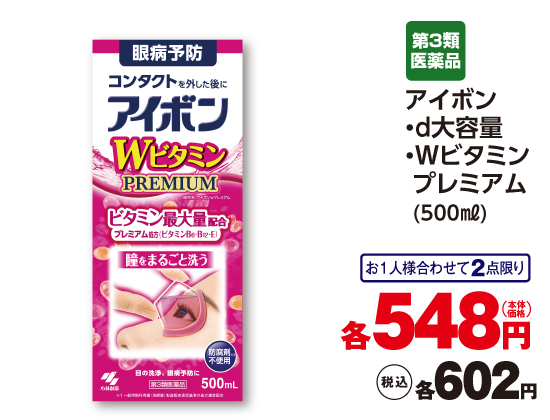 眼病予防
コンタクトを外した後に
アイボン
Wビタミン
PREMIUM
ビタミン最大量配合
プレミアム処方(ビタミンB6・B12・E)
瞳をまるごと洗う
防腐剤
不使用
目の洗浄、眼病予防に
第3類医薬品
500mL
小林製薬
第3類
医薬品
アイボン
・d大容量
・Wビタミン
プレミアム
(500㎖)
お1人様合わせて2点限り
各548円(本体価格)
税込 各602円